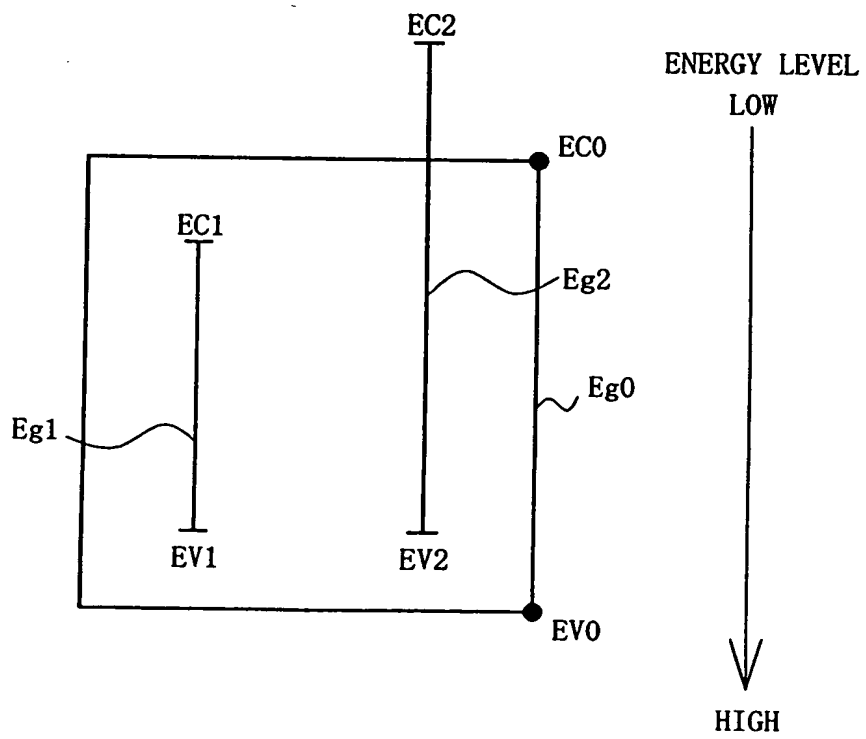 EC2
ENERGY LEVEL
LOW
EC0
EC1
Eg2
Eg0
Eg1
EV1
EV2
EV0
HIGH